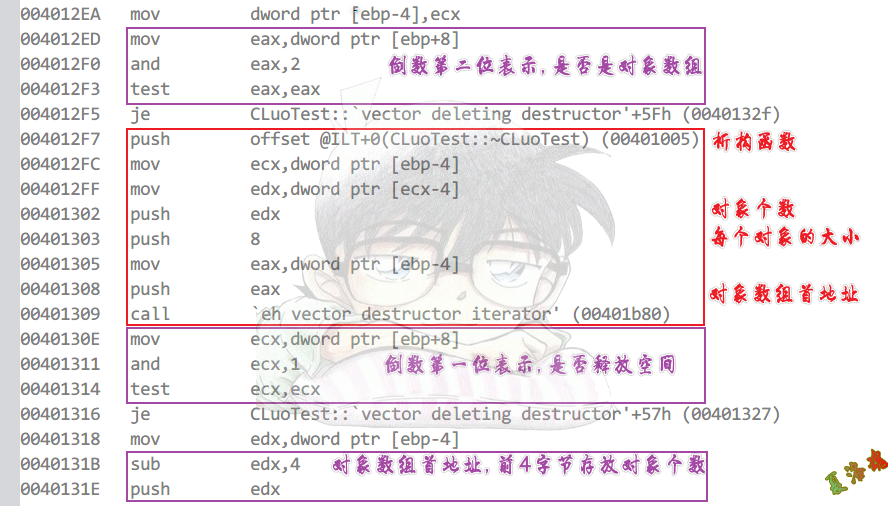 004012EA mov dword ptr [ebp-4],ecx
004012ED mov eax,dword ptr [ebp+8]
004012F0 and eax,2 倒数第二位表示,是否是对象数组
004012F3 test eax,eax
004012F5 je CLuoTest::`vector deleting destructor'+5Fh (0040132f)
004012F7 push offset @ILT+0(CLuoTest::~CLuoTest) (00401005) 析构函数
004012FC mov ecx,dword ptr [ebp-4]
004012FF mov edx,dword ptr [ecx-4]
00401302 push edx 对象个数
00401303 push 8 每个对象的大小
00401305 mov eax,dword ptr [ebp-4]
00401308 push eax 对象数组首地址
00401309 call `eh vector destructor iterator' (00401b80)
0040130E mov ecx,dword ptr [ebp+8]
00401311 and ecx,1 倒数第一位表示,是否释放空间
00401314 test ecx,ecx
00401316 je CLuoTest::`vector deleting destructor'+57h (00401327)
00401318 mov edx,dword ptr [ebp-4]
0040131B sub edx,4 对象数组首地址,前4字节存放对象个数
0040131E push edx